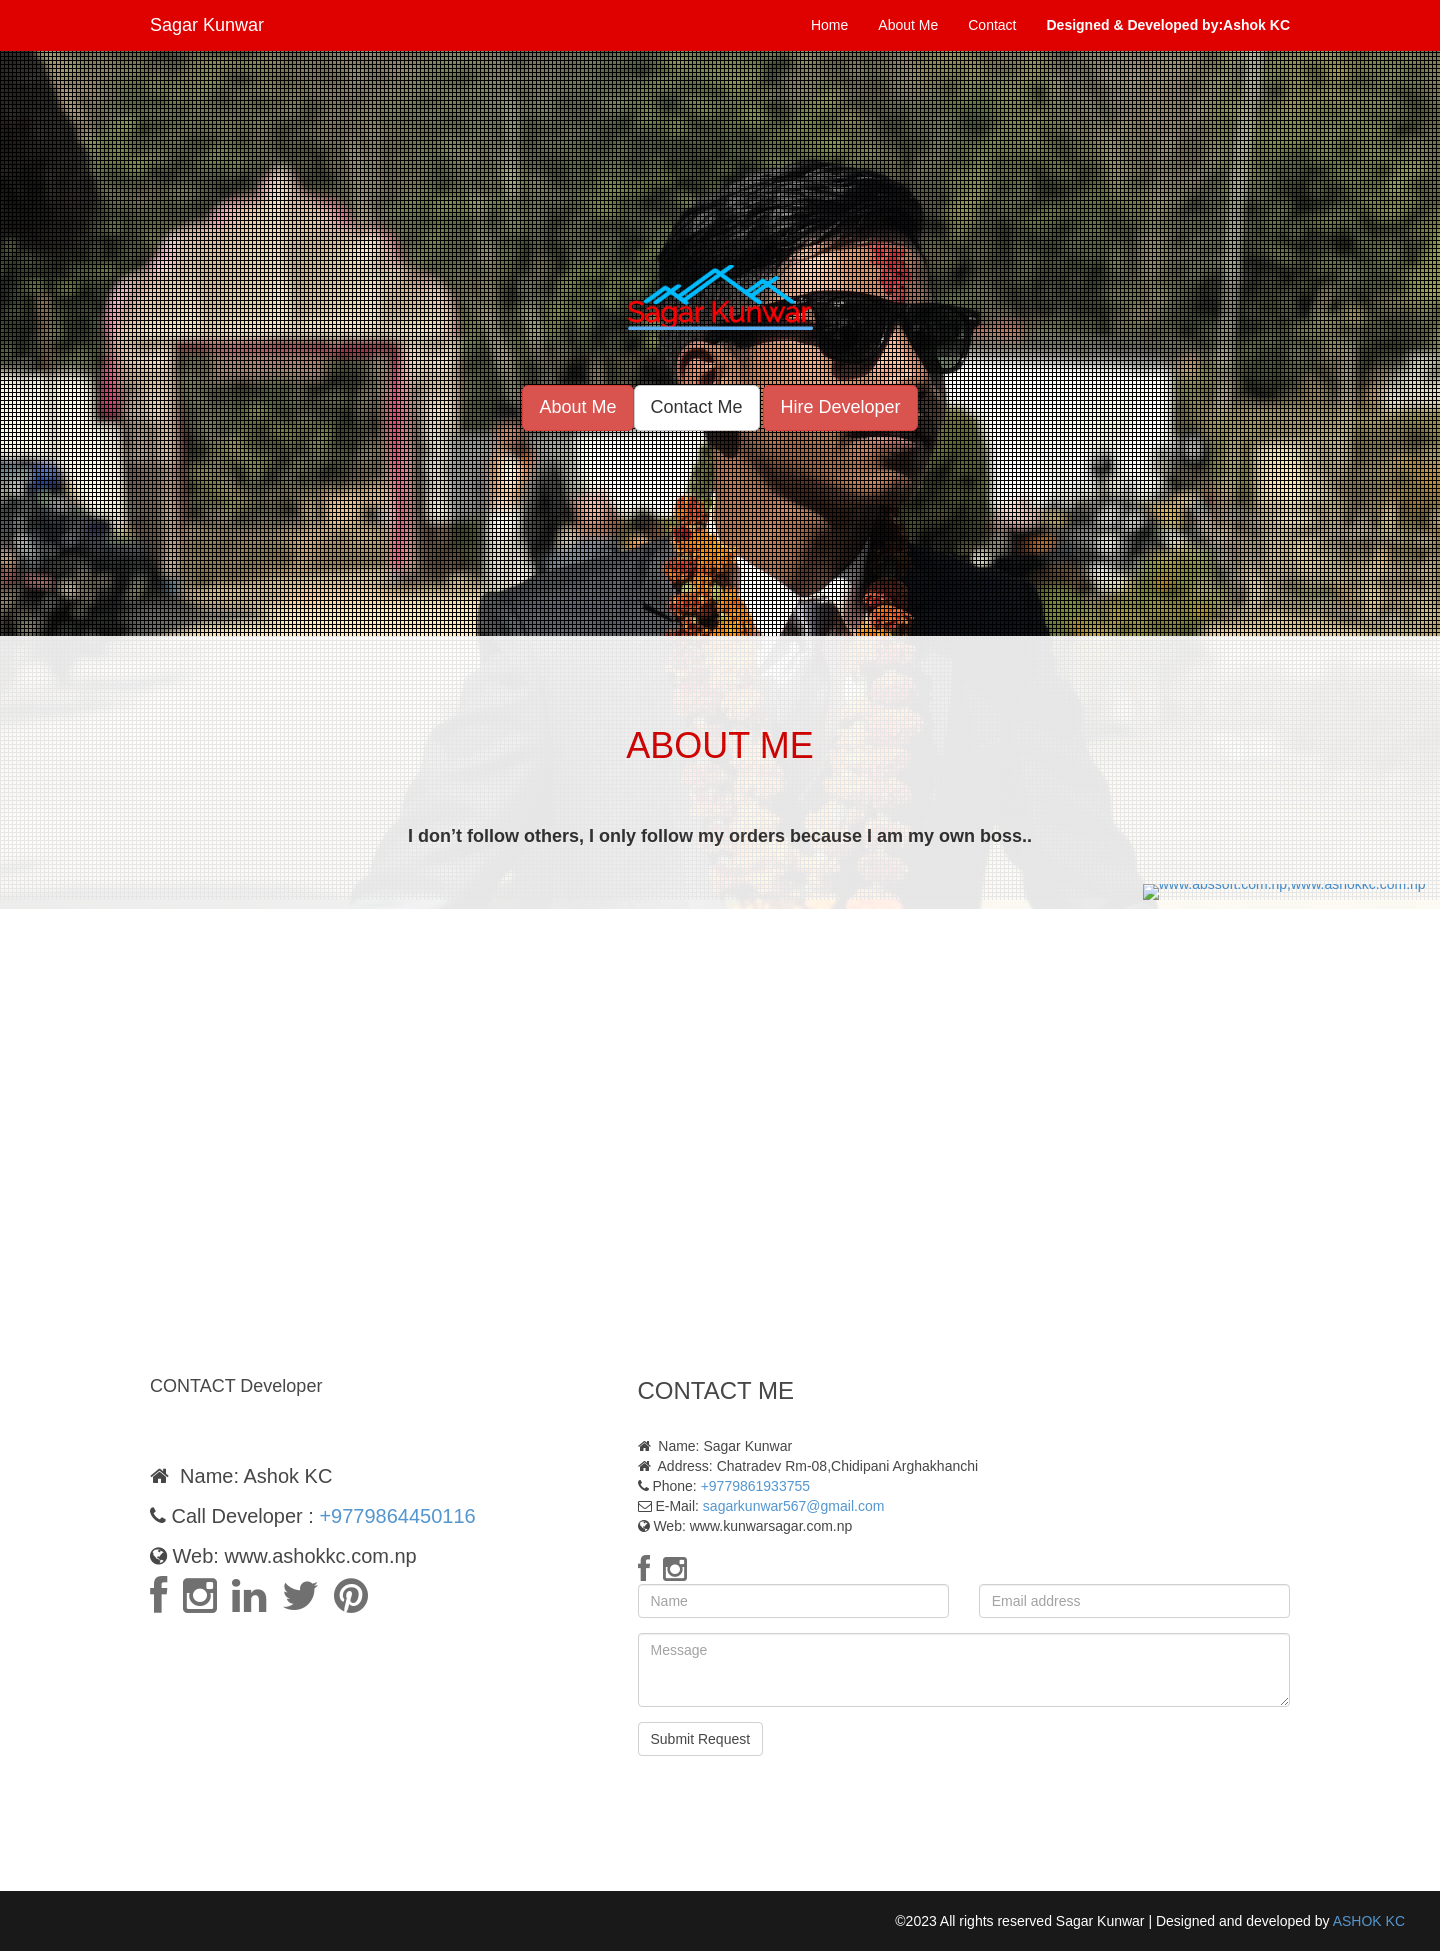 Sagar Kunwar
Home About Me Contact Designed & Developed by:Ashok KC
Sagar Kunwar
About Me Contact Me Hire Developer
ABOUT ME
I don’t follow others, I only follow my orders because I am my own boss..
www.abssoft.com.np,www.ashokkc.com.np
CONTACT Developer
Name: Ashok KC
Call Developer : +9779864450116
Web: www.ashokkc.com.np
CONTACT ME
Name: Sagar Kunwar
Address: Chatradev Rm-08,Chidipani Arghakhanchi
Phone: +9779861933755
E-Mail: sagarkunwar567@gmail.com
Web: www.kunwarsagar.com.np
Name
Email address
Message
Submit Request
©2023 All rights reserved Sagar Kunwar | Designed and developed by ASHOK KC